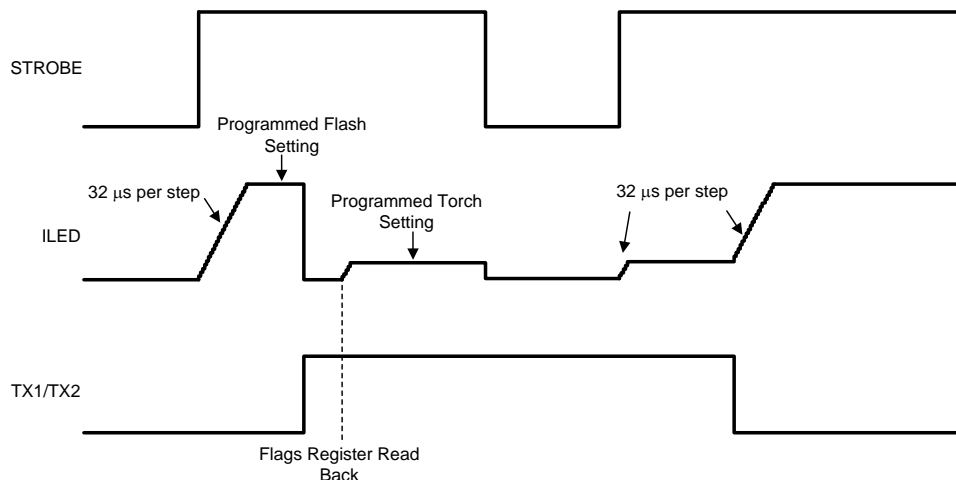 STROBE
Programmed Flash
Setting
32 μs per step
Programmed Torch
Setting
32 μs per step
ILED
TX1/TX2
Flags Register Read
Back